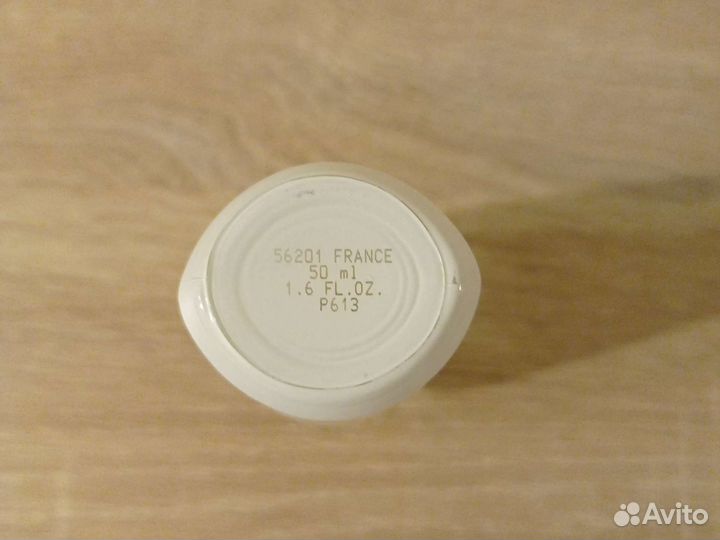 56201 FRANCE
50 ml
1.6 FL.OZ.
P613
Avito